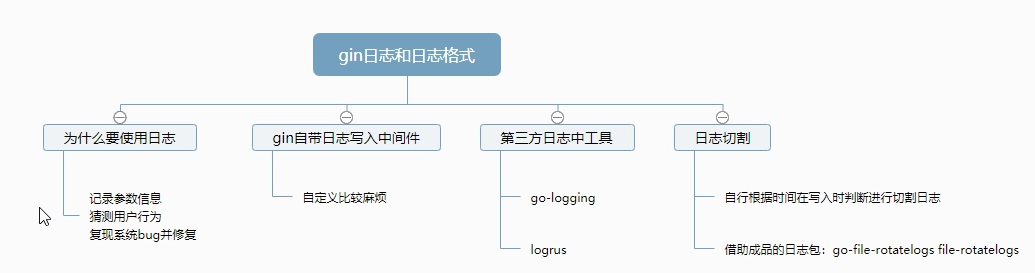 gin日志和日志格式
为什么要使用日志
gin自带日志写入中间件
第三方日志中工具
日志切割
记录参数信息
猜测用户行为
复现系统bug并修复
自定义比较麻烦
go-logging
logrus
自行根据时间在写入时判断进行切割日志
借助成品的日志包：go-file-rotatelogs file-rotatelogs